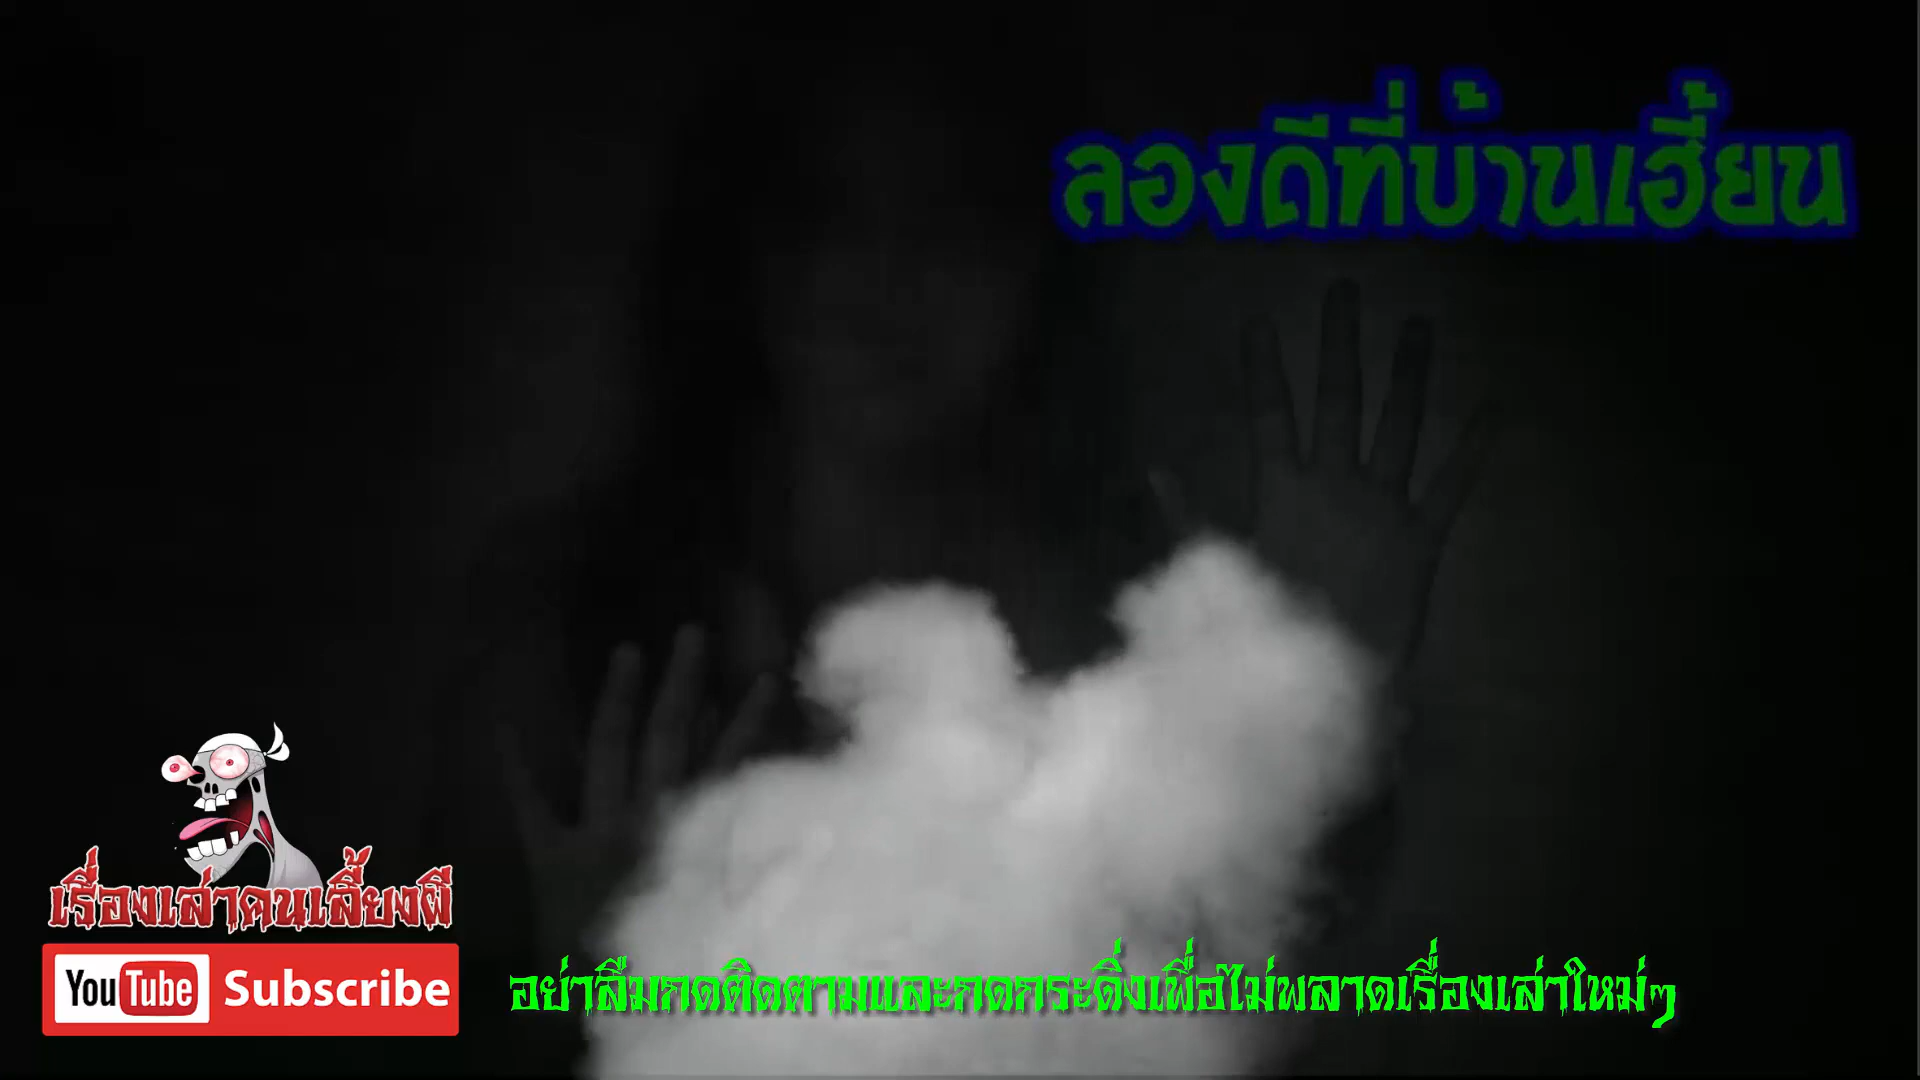 ลองดีที่บ้านเฮี้ยน
เรื่องเล่าคนเลี้ยงผี
YouTube Subscribe
อย่าลืมกดติดตามและกดกระดิ่งเพื่อไม่พลาดเรื่องเล่าใหม่ๆ